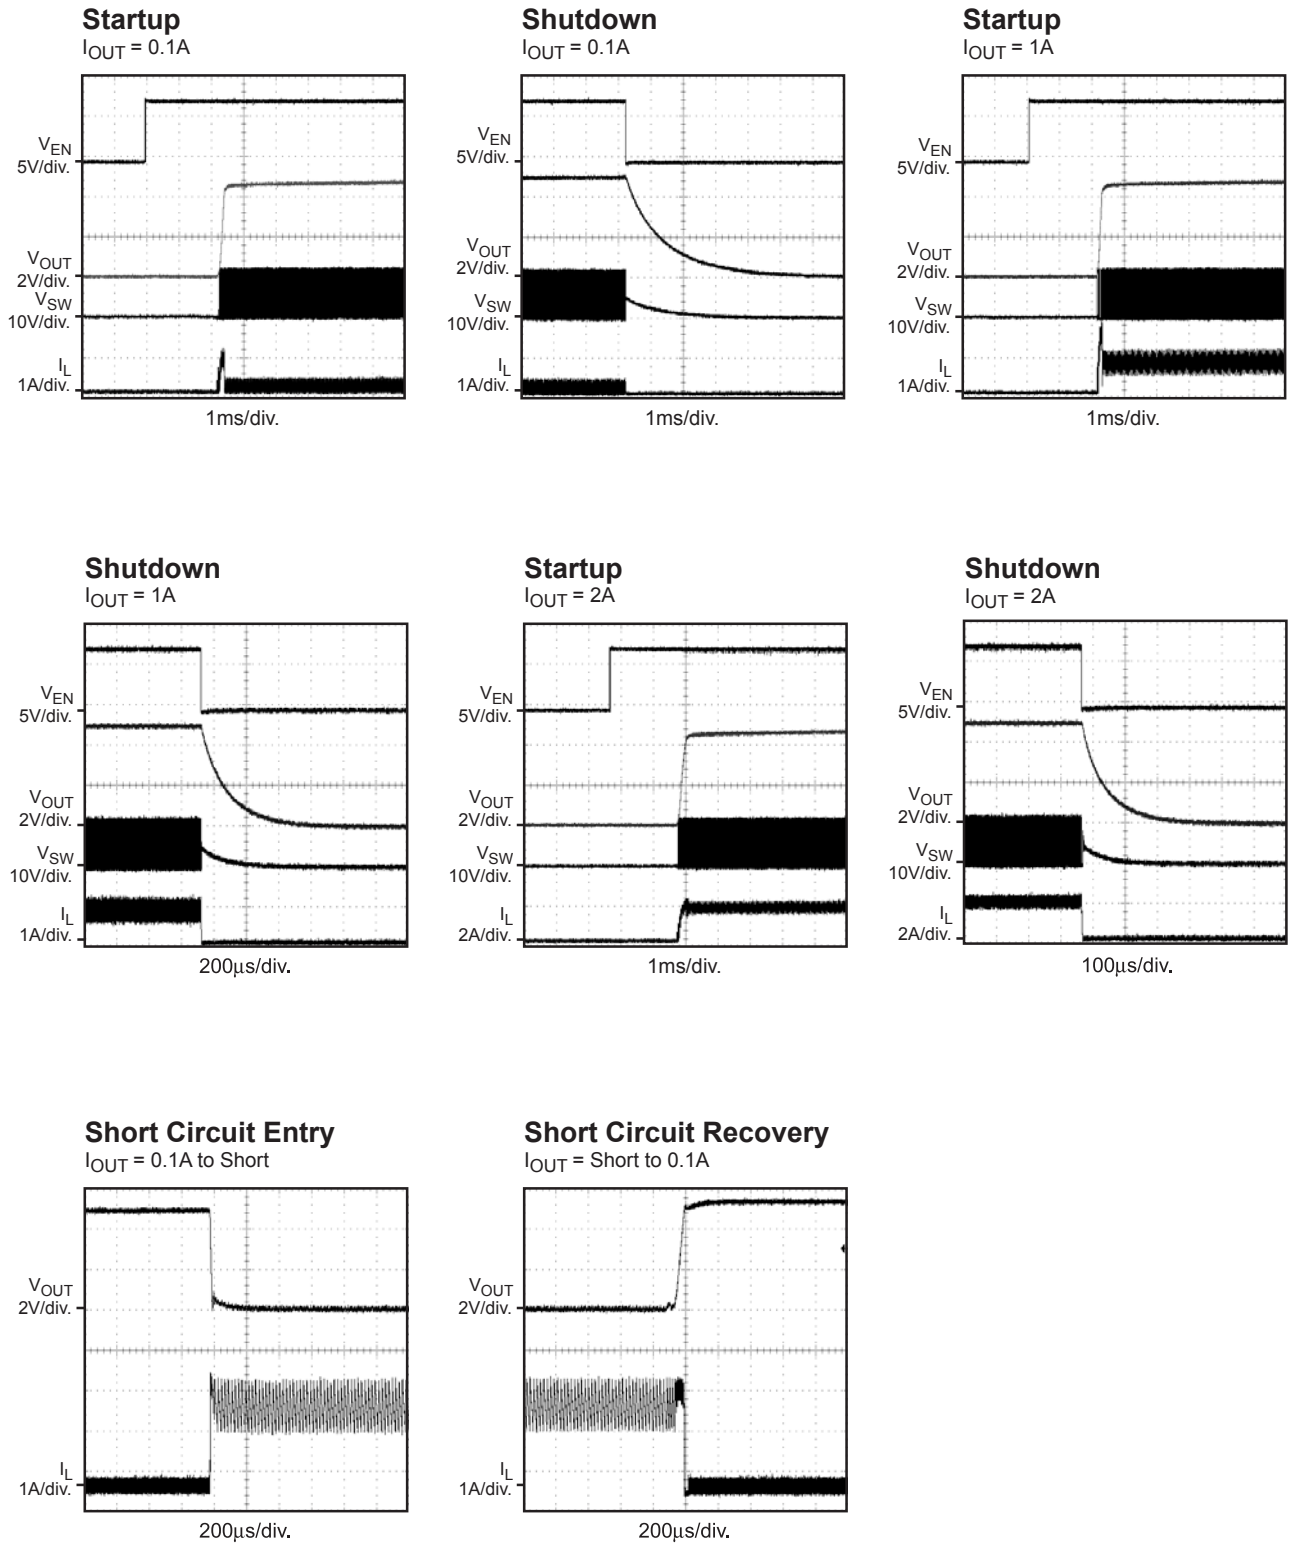 Startup
IOUT = 0.1A
VEN
5V/div.
VOUT
2V/div.
VSW
10V/div.
IL
1A/div.
1ms/div.
Shutdown
IOUT = 0.1A
VEN
5V/div.
VOUT
2V/div.
VSW
10V/div.
IL
1A/div.
1ms/div.
Startup
IOUT = 1A
VEN
5V/div.
VOUT
2V/div.
VSW
10V/div.
IL
1A/div.
1ms/div.
Shutdown
IOUT = 1A
VEN
5V/div.
VOUT
2V/div.
VSW
10V/div.
IL
1A/div.
200µs/div.
Startup
IOUT = 2A
VEN
5V/div.
VOUT
2V/div.
VSW
10V/div.
IL
2A/div.
1ms/div.
Shutdown
IOUT = 2A
VEN
5V/div.
VOUT
2V/div.
VSW
10V/div.
IL
2A/div.
100µs/div.
Short Circuit Entry
IOUT = 0.1A to Short
VOUT
2V/div.
IL
1A/div.
200µs/div.
Short Circuit Recovery
IOUT = Short to 0.1A
VOUT
2V/div.
IL
1A/div.
200µs/div.